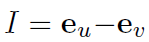 I = e_u − e_v